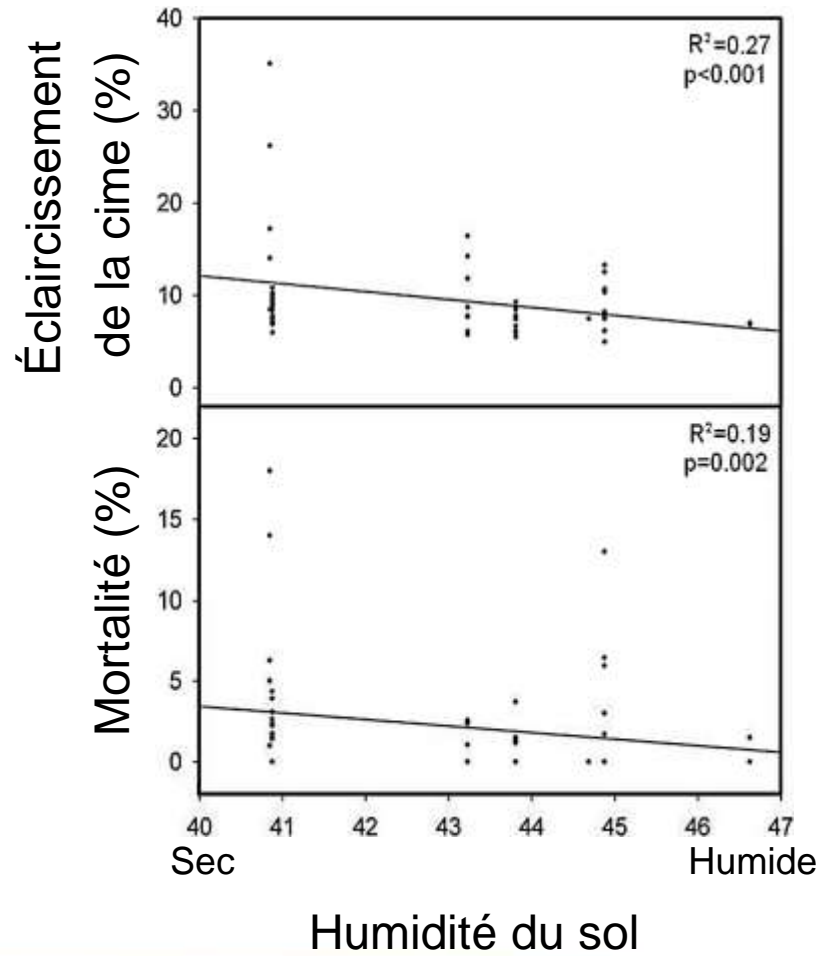 Éclaircissement
de la cime (%)
40
30
20
10
0
R²=0.27
p<0.001
Mortalité (%)
20
15
10
5
0
R²=0.19
p=0.002
40 41 42 43 44 45 46 47
Sec Humide
Humidité du sol